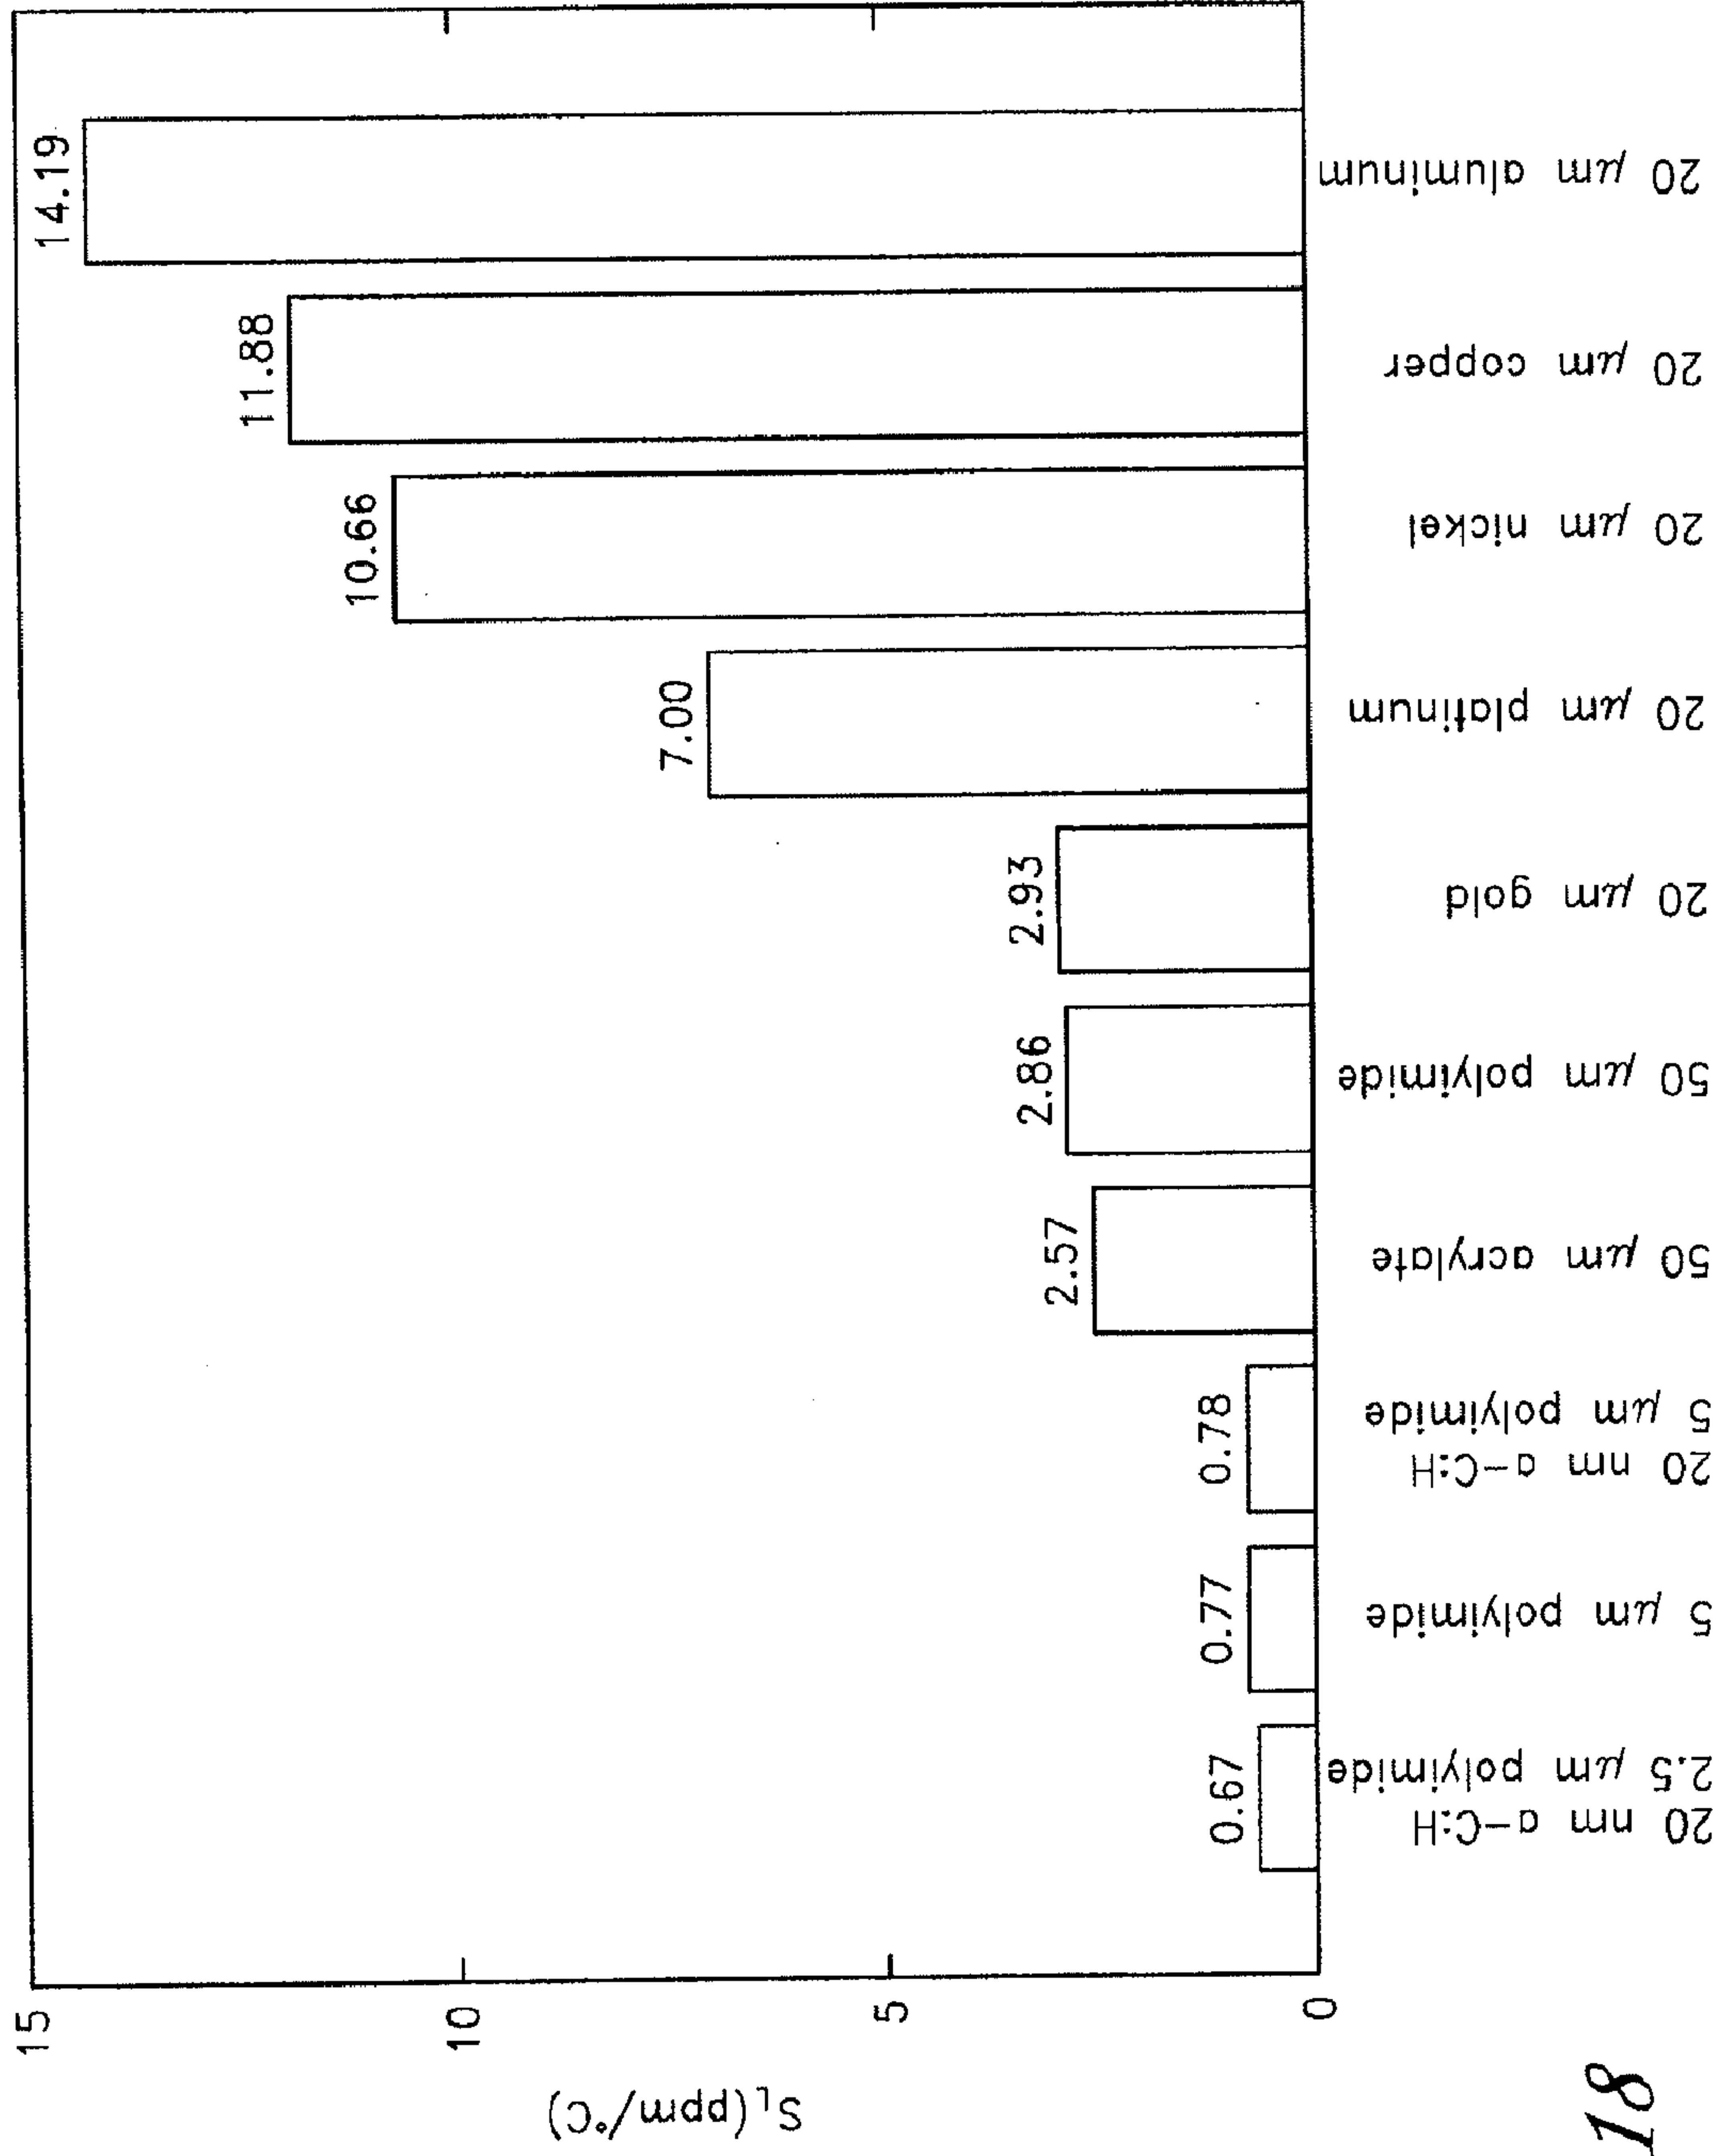 S_L(ppm/°C)
15
10
5
0
0.67
0.77
0.78
2.57
2.86
2.93
7.00
10.66
11.88
14.19
20 nm a-C:H
2.5 μm polyimide
5 μm polyimide
20 nm a-C:H
5 μm polyimide
50 μm acrylate
50 μm polyimide
20 μm gold
20 μm platinum
20 μm nickel
20 μm copper
20 μm aluminum
18